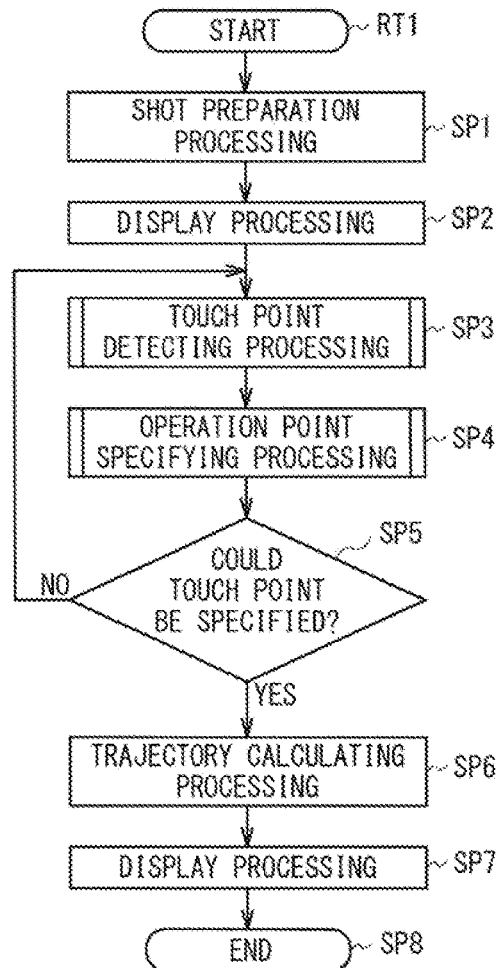 START
RT1
SHOT PREPARATION
PROCESSING
SP1
DISPLAY PROCESSING
SP2
TOUCH POINT
DETECTING PROCESSING
SP3
OPERATION POINT
SPECIFYING PROCESSING
SP4
SP5
COULD
TOUCH POINT
BE SPECIFIED?
NO
YES
TRAJECTORY CALCULATING
PROCESSING
SP6
DISPLAY PROCESSING
SP7
END
SP8